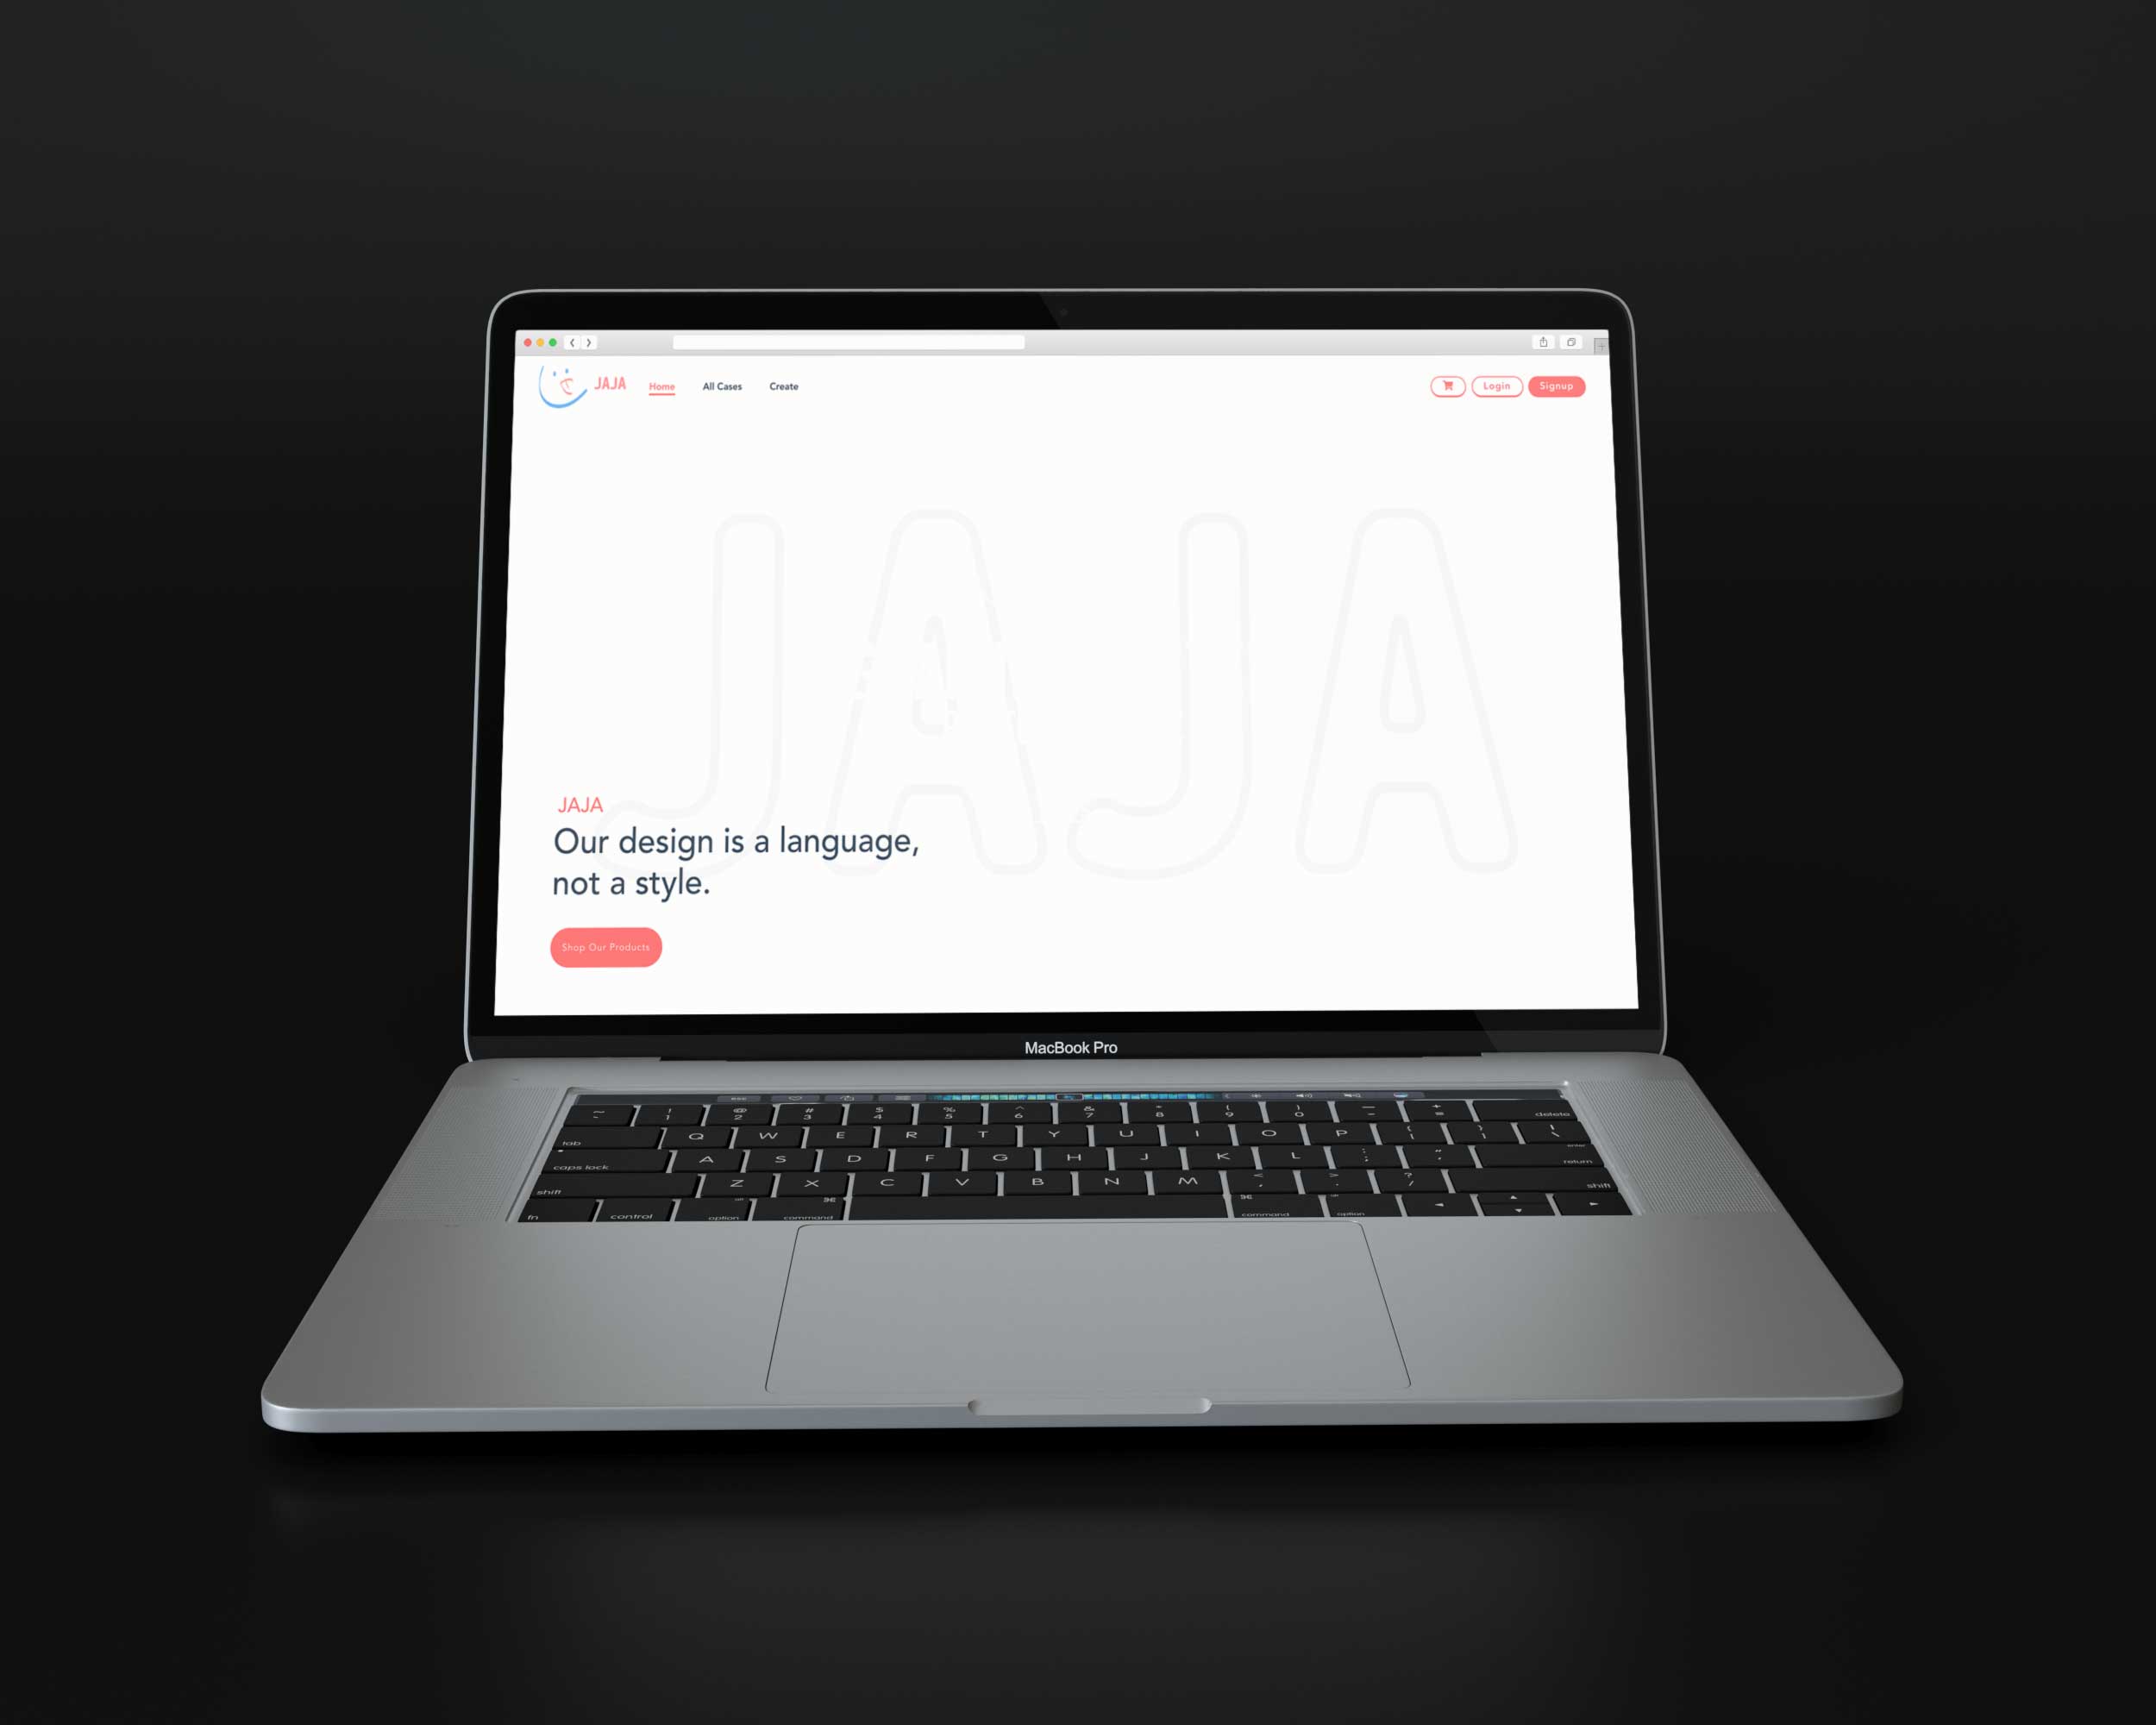 JAJA Home All Cases Create Login Signup
JAJA
JAJA
Our design is a language,
not a style.
Shop Our Products
MacBook Pro
esc
~ ! @ # $ % ^ & * ( ) — +
1 2 3 4 5 6 7 8 9 0 - = delete
tab Q W E R T Y U I O P { [ } ] | \
caps lock A S D F G H J K L : ; " ' enter return
shift Z X C V B N M < , > . ? / shift
fn control option ⌘ command ⌘ command option